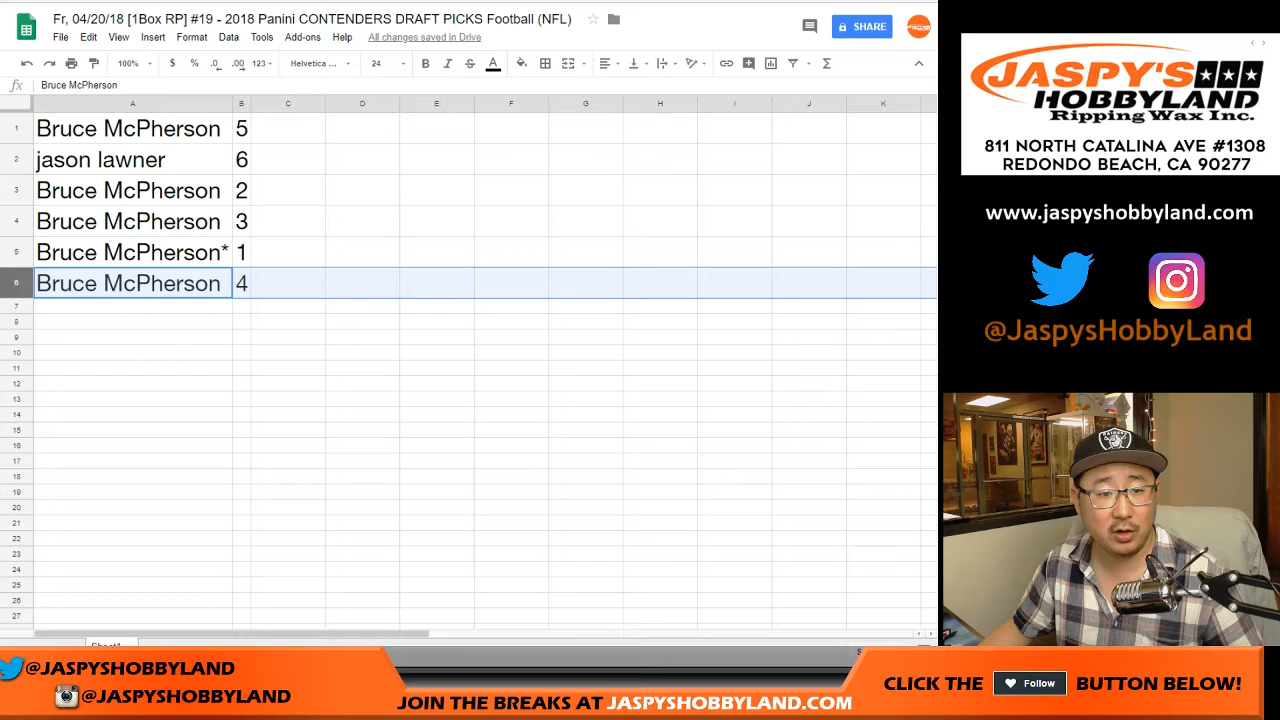 Fr, 04/20/18 [1Box RP] #19 - 2018 Panini CONTENDERS DRAFT PICKS Football (NFL)
File Edit View Insert Format Data Tools Add-ons Help All changes saved in Drive
SHARE
100% $ % .0 .00 123 Helvetica ... 24 B I S A
fx Bruce McPherson
A B C D E F G H I J K
1 Bruce McPherson 5
2 jason lawner 6
3 Bruce McPherson 2
4 Bruce McPherson 3
5 Bruce McPherson* 1
6 Bruce McPherson 4
7
8
9
10
11
12
13
14
15
16
17
18
19
20
21
22
23
24
25
26
27
JASPY'S
HOBBYLAND
Ripping Wax Inc.
811 NORTH CATALINA AVE #1308
REDONDO BEACH, CA 90277
www.jaspyshobbyland.com
@JaspysHobbyLand
RAIDERS
@JASPYSHOBBYLAND
@JASPYSHOBBYLAND
JOIN THE BREAKS AT JASPYSHOBBYLAND.COM
CLICK THE Follow BUTTON BELOW!